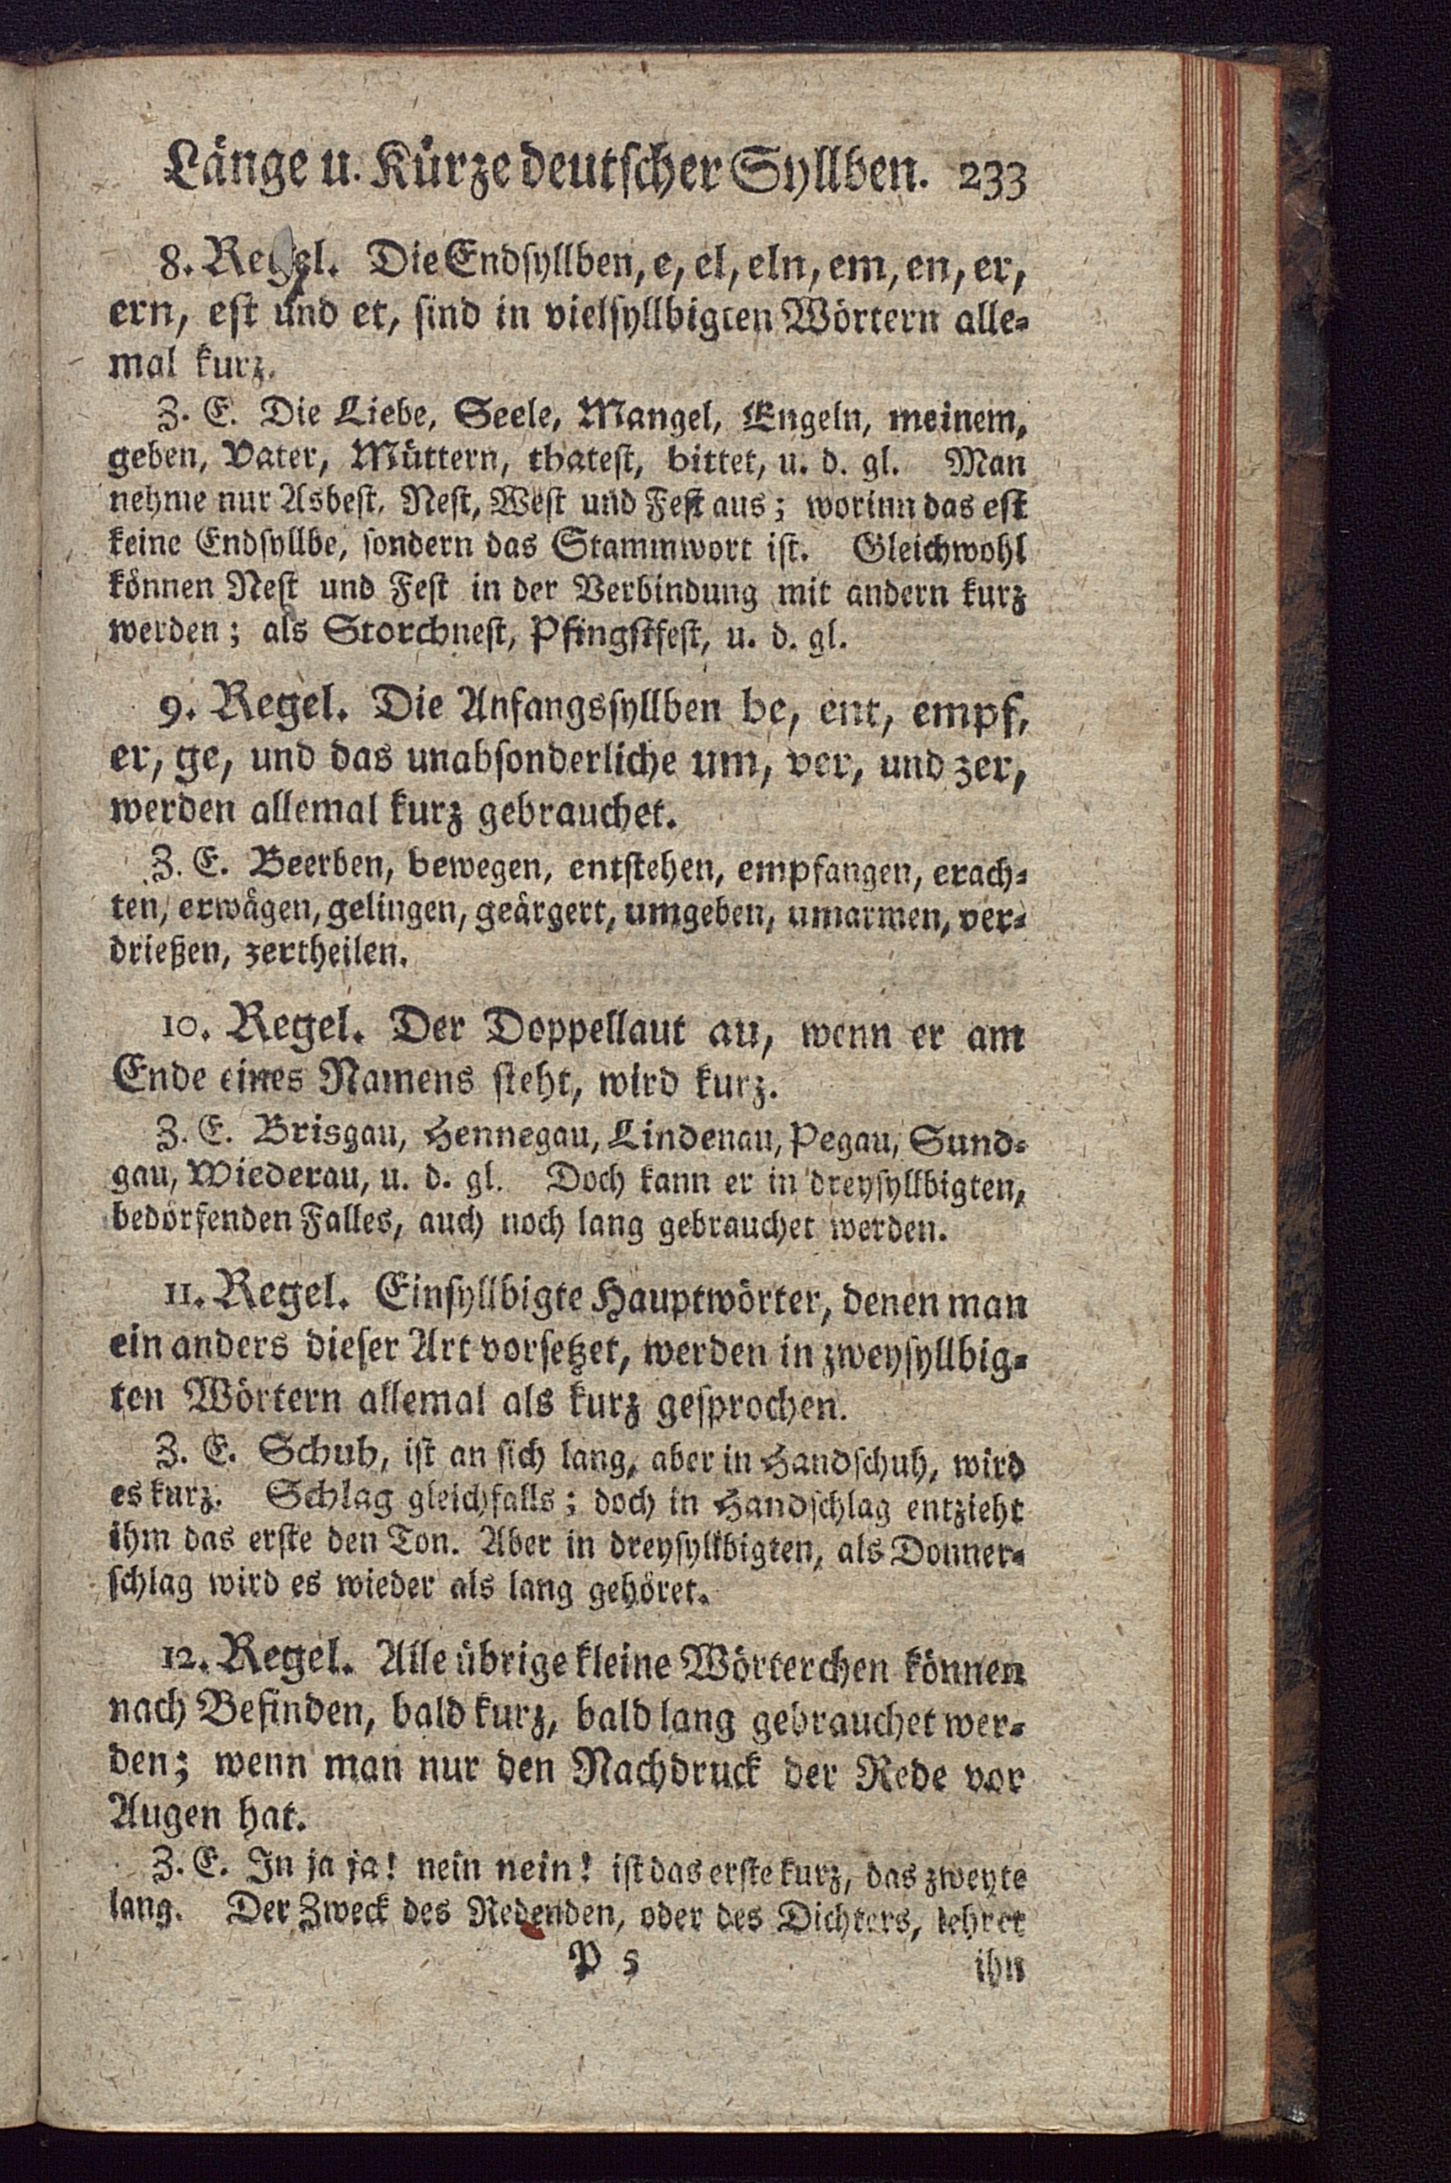 Länge u. Kürze deutscher Syllben. 233
8. Regel. Die Endsyllben, e, el, eln, em, en, er,
ern, est und et, sind in vielsyllbigten Wörtern alle-
mal kurz.
Z. E. Die Liebe, Seele, Mangel, Engeln, meinem,
geben, Vater, Müttern, thatest, bittet, u. d. gl. Man
nehme nur Asbest, Nest, West und Fest aus; worinn das est
keine Endsyllbe, sondern das Stammwort ist. Gleichwohl
können Nest und Fest in der Verbindung mit andern kurz
werden; als Storchnest, Pfingstfest, u. d. gl.
9. Regel. Die Anfangssyllben be, ent, empf,
er, ge, und das unabsonderliche um, ver, und zer,
werden allemal kurz gebrauchet.
Z. E. Beerben, bewegen, entstehen, empfangen, erach-
ten, erwägen, gelingen, geärgert, umgeben, umarmen, ver-
drießen, zertheilen.
10. Regel. Der Doppellaut au, wenn er am
Ende eines Namens steht, wird kurz.
Z. E. Brisgau, Hennegau, Lindenau, Pegau, Sund-
gau, Wiederau, u. d. gl. Doch kann er in dreysyllbigten,
bedörfenden Falles, auch noch lang gebrauchet werden.
11. Regel. Einsyllbigte Hauptwörter, denen man
ein anders dieser Art vorsetzet, werden in zweysyllbig-
ten Wörtern allemal als kurz gesprochen.
Z. E. Schuh, ist an sich lang, aber in Handschuh, wird
es kurz. Schlag gleichfalls; doch in Handschlag entzieht
ihm das erste den Ton. Aber in dreysyllbigten, als Donner-
schlag wird es wieder als lang gehöret.
12. Regel. Alle übrige kleine Wörterchen können
nach Befinden, bald kurz, bald lang gebrauchet wer-
den; wenn man nur den Nachdruck der Rede vor
Augen hat.
Z. E. In ja ja! nein nein! ist das erste kurz, das zweyte
lang. Der Zweck des Redenden, oder des Dichters, lehret
P 5
ihn